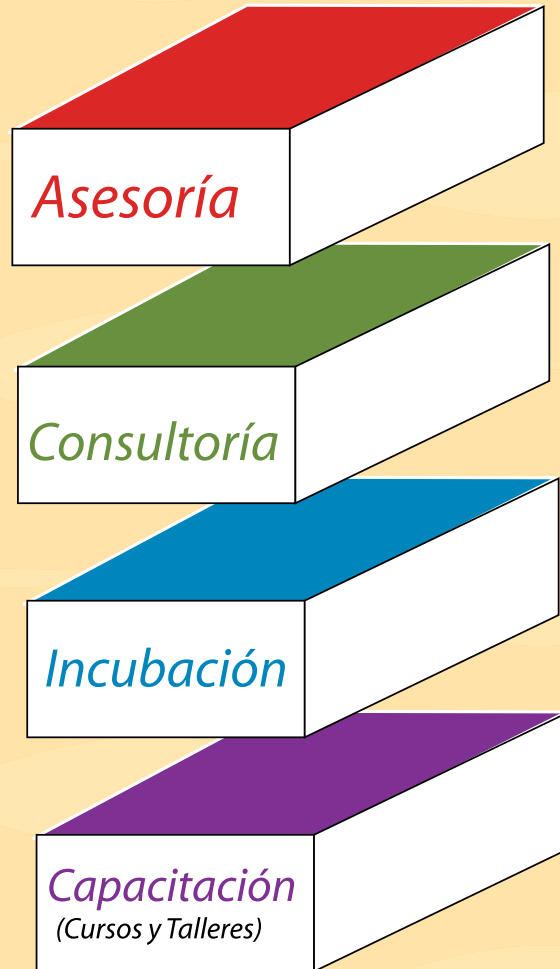 Asesoría
Consultoría
Incubación
Capacitación
(Cursos y Talleres)